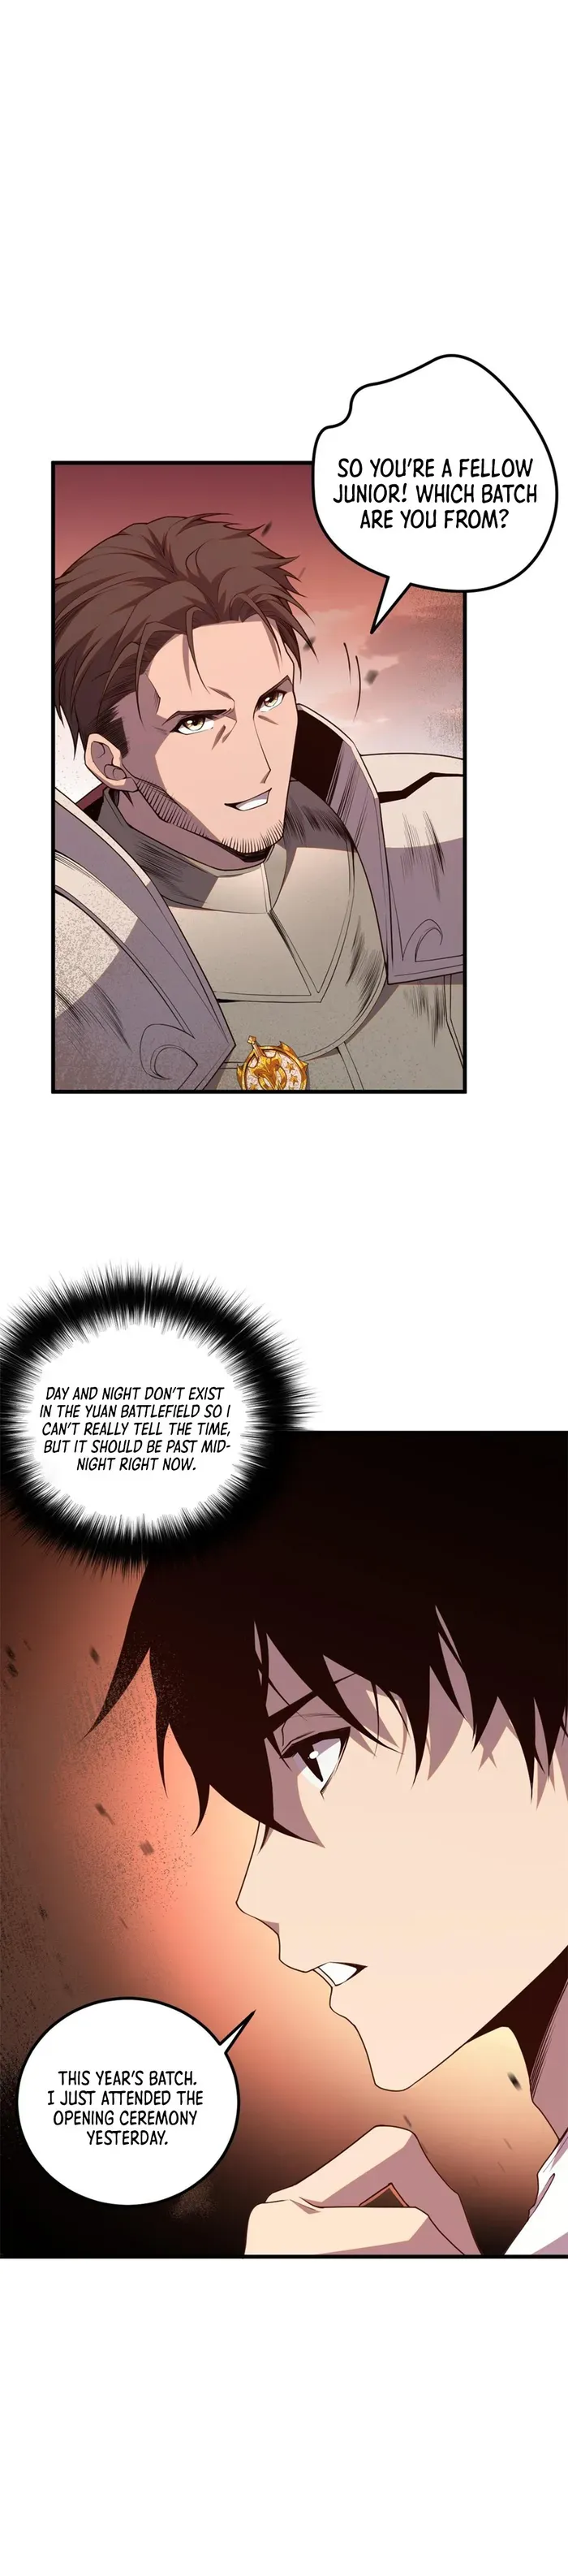 SO YOU'RE A FELLOW
JUNIOR! WHICH BATCH
ARE YOU FROM?
DAY AND NIGHT DON'T EXIST
IN THE YUAN BATTLEFIELD SO I
CAN'T REALLY TELL THE TIME,
BUT IT SHOULD BE PAST MID-
NIGHT RIGHT NOW.
THIS YEAR'S BATCH.
I JUST ATTENDED THE
OPENING CEREMONY
YESTERDAY.